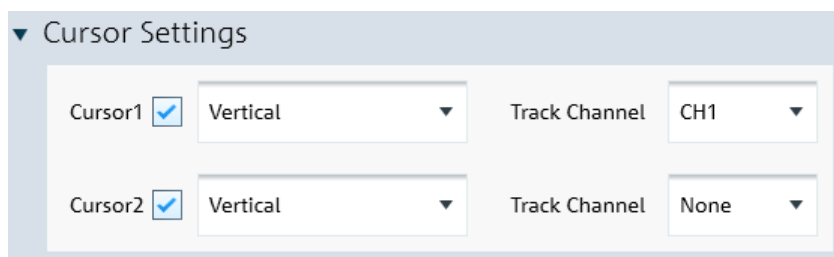 Cursor Settings
Cursor1 Vertical Track Channel CH1
Cursor2 Vertical Track Channel None